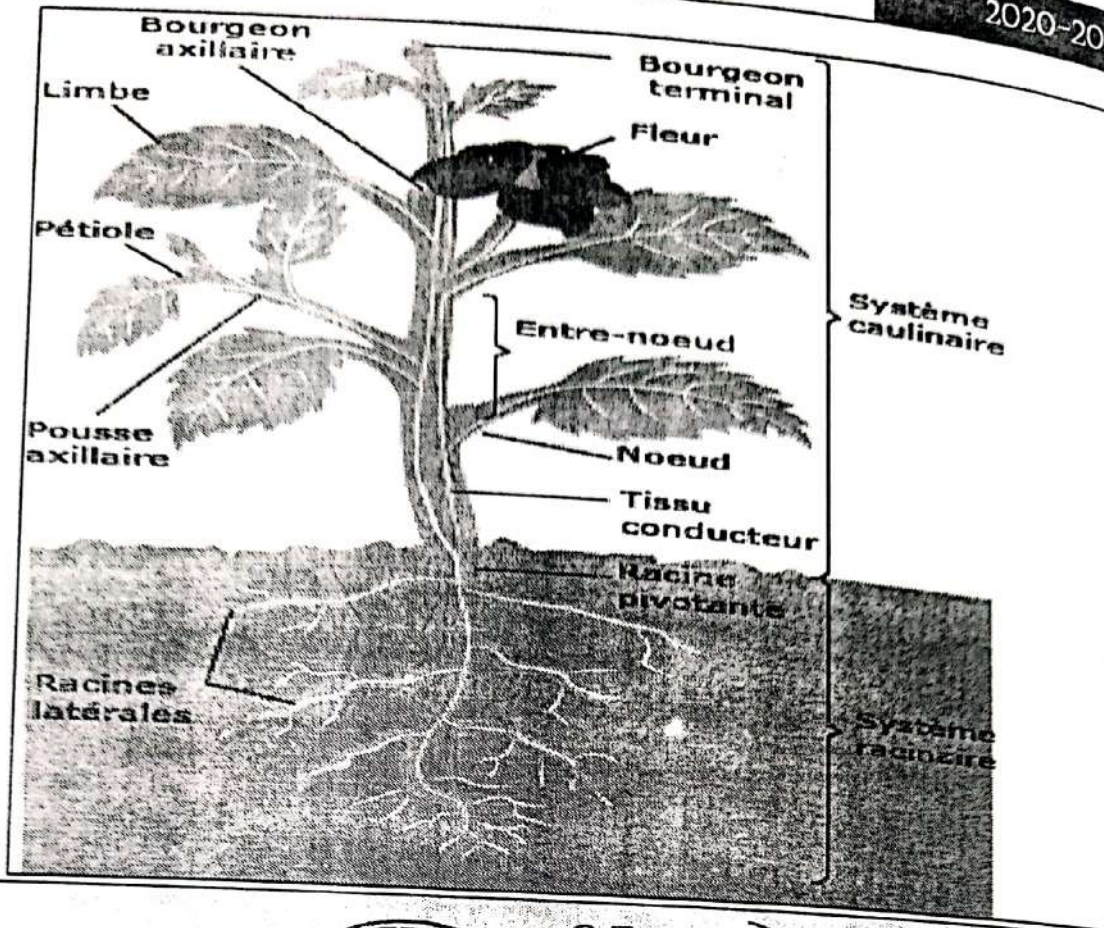 2020-20
Bourgeon
axillaire
Bourgeon
terminal
Limbe
Fleur
Pétiole
Système
caulinaire
Entre-noeud
Pousse
axillaire
Noeud
Tissu
conducteur
Racine
pivotante
Racines
latérales
Système
racinaire